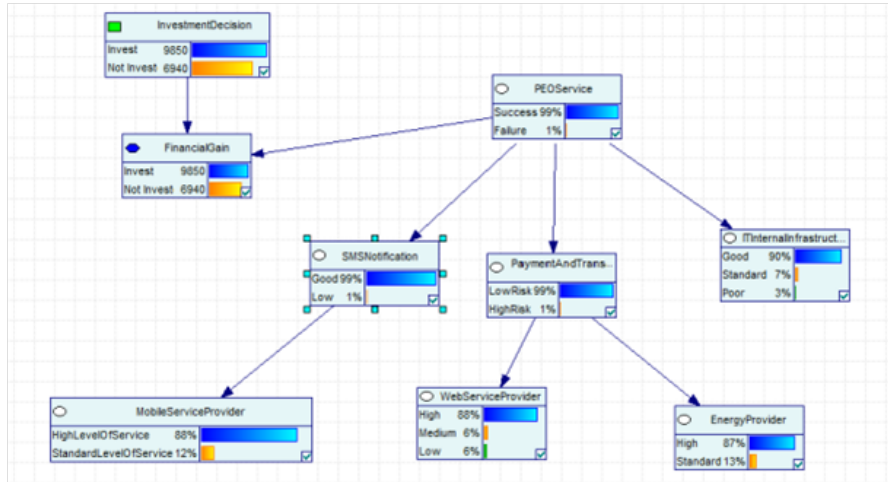 InvestmentDecision
Invest 9850
Not Invest 6940
PEOService
Success 99%
Failure 1%
FinancialGain
Invest 9850
Not Invest 6940
SMSNotification
Good 99%
Low 1%
PaymentAndTrans...
LowRisk 99%
HighRisk 1%
ITInternalInfrastruct...
Good 90%
Standard 7%
Poor 3%
MobileServiceProvider
HighLevelOfService 88%
StandardLevelOfService 12%
WebServiceProvider
High 88%
Medium 6%
Low 6%
EnergyProvider
High 87%
Standard 13%